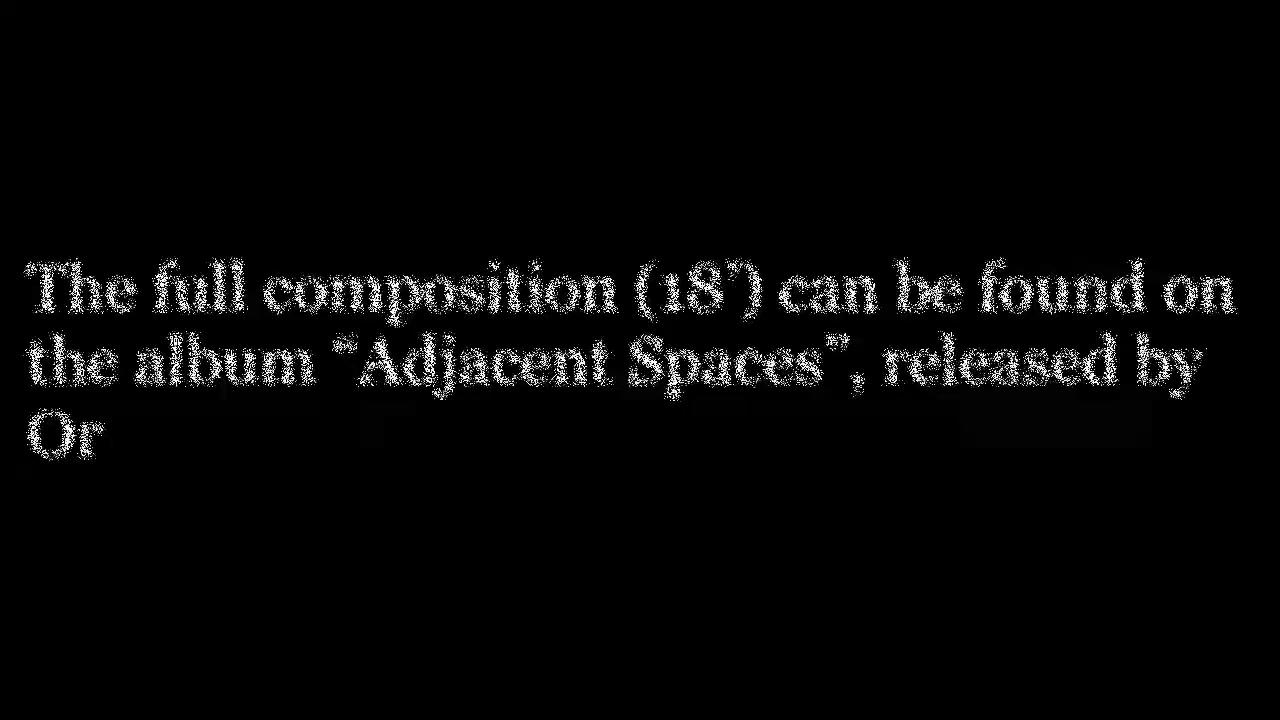 The full composition (18’) can be found on
the album “Adjacent Spaces”, released by
Or